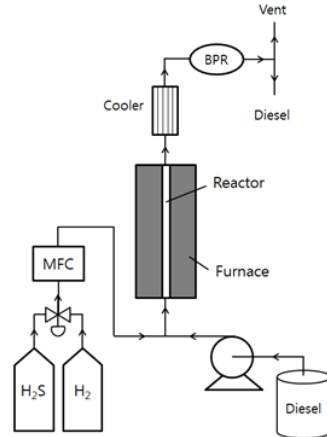 Vent
BPR
Cooler
Diesel
Reactor
MFC
Furnace
H₂S
H₂
Diesel